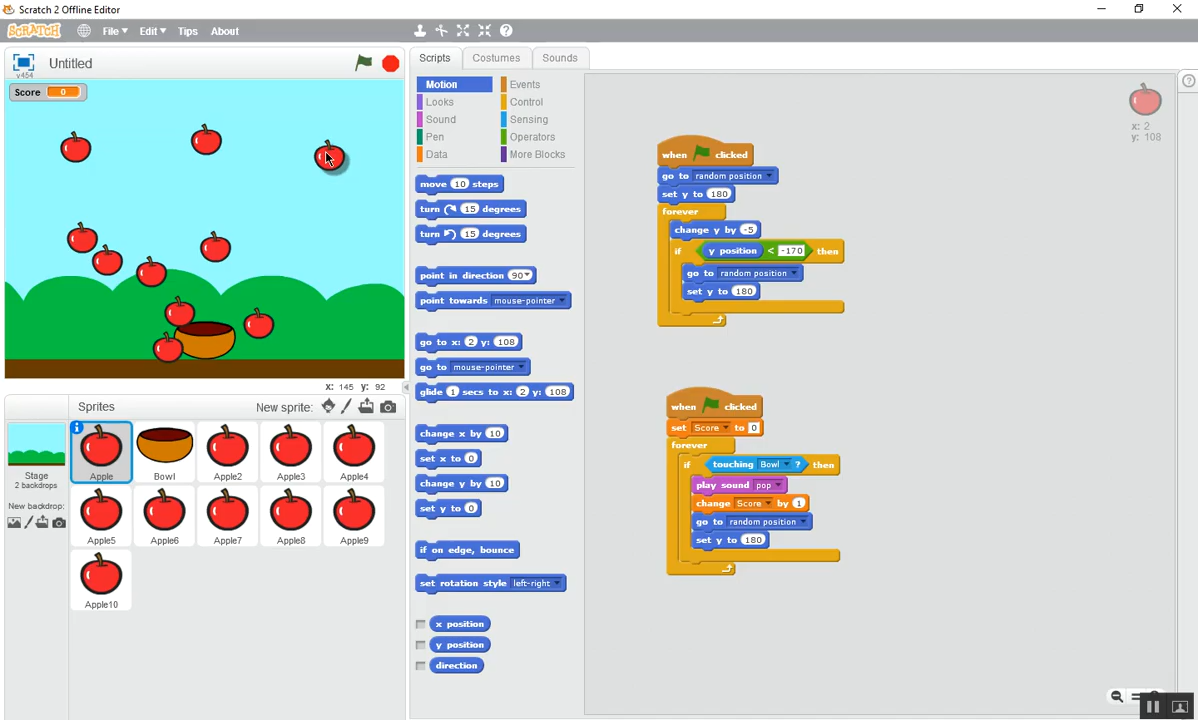 Scratch 2 Offline Editor
SCRATCH File Edit Tips About
v454 Untitled
Score 0
x: 145 y: 92
Sprites New sprite:
Stage
2 backdrops
New backdrop:
Apple Bowl Apple2 Apple3 Apple4
Apple5 Apple6 Apple7 Apple8 Apple9
Apple10
Scripts Costumes Sounds
Motion Events
Looks Control
Sound Sensing
Pen Operators
Data More Blocks
move 10 steps
turn 15 degrees
turn 15 degrees
point in direction 90
point towards mouse-pointer
go to x: 2 y: 108
go to mouse-pointer
glide 1 secs to x: 2 y: 108
change x by 10
set x to 0
change y by 10
set y to 0
if on edge, bounce
set rotation style left-right
x position
y position
direction
when clicked
go to random position
set y to 180
forever
change y by -5
if y position < -170 then
go to random position
set y to 180
when clicked
set Score to 0
forever
if touching Bowl ? then
play sound pop
change Score by 1
go to random position
set y to 180
x: 2
y: 108